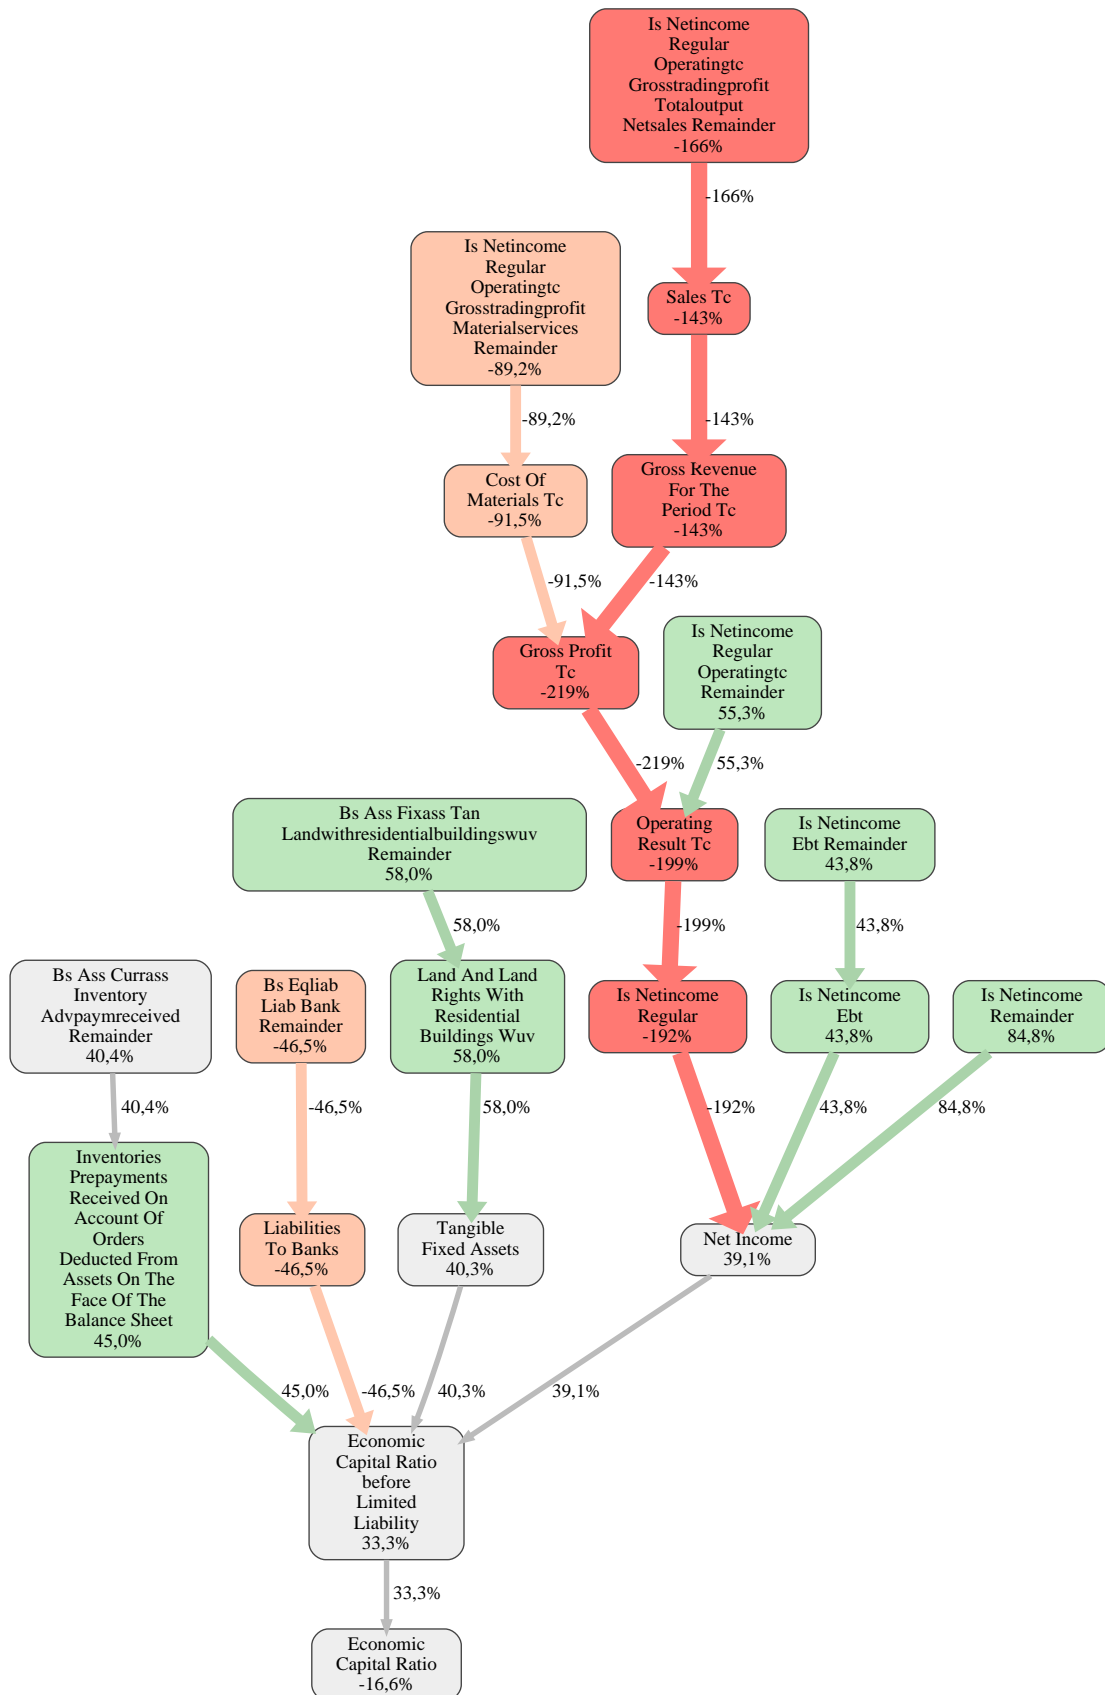 Is Netincome
Regular
Operatingtc
Grosstradingprofit
Totaloutput
Netsales Remainder
-166%
-166%
Is Netincome
Regular
Operatingtc
Grosstradingprofit
Materialservices
Remainder
-89,2%
Sales Tc
-143%
-89,2%
-143%
Cost Of
Materials Tc
-91,5%
Gross Revenue
For The
Period Tc
-143%
-91,5%
-143%
Gross Profit
Tc
-219%
Is Netincome
Regular
Operatingtc
Remainder
55,3%
-219%
55,3%
Bs Ass Fixass Tan
Landwithresidentialbuildingswuv
Remainder
58,0%
Operating
Result Tc
-199%
Is Netincome
Ebt Remainder
43,8%
58,0%
-199%
43,8%
Bs Ass Currass
Inventory
Advpaymreceived
Remainder
40,4%
Bs Eqliab
Liab Bank
Remainder
-46,5%
Land And Land
Rights With
Residential
Buildings Wuv
58,0%
Is Netincome
Regular
-192%
Is Netincome
Ebt
43,8%
Is Netincome
Remainder
84,8%
40,4%
-46,5%
58,0%
-192%
43,8%
84,8%
Inventories
Prepayments
Received On
Account Of
Orders
Deducted From
Assets On The
Face Of The
Balance Sheet
45,0%
Liabilities
To Banks
-46,5%
Tangible
Fixed Assets
40,3%
Net Income
39,1%
45,0%
-46,5%
40,3%
39,1%
Economic
Capital Ratio
before
Limited
Liability
33,3%
33,3%
Economic
Capital Ratio
-16,6%